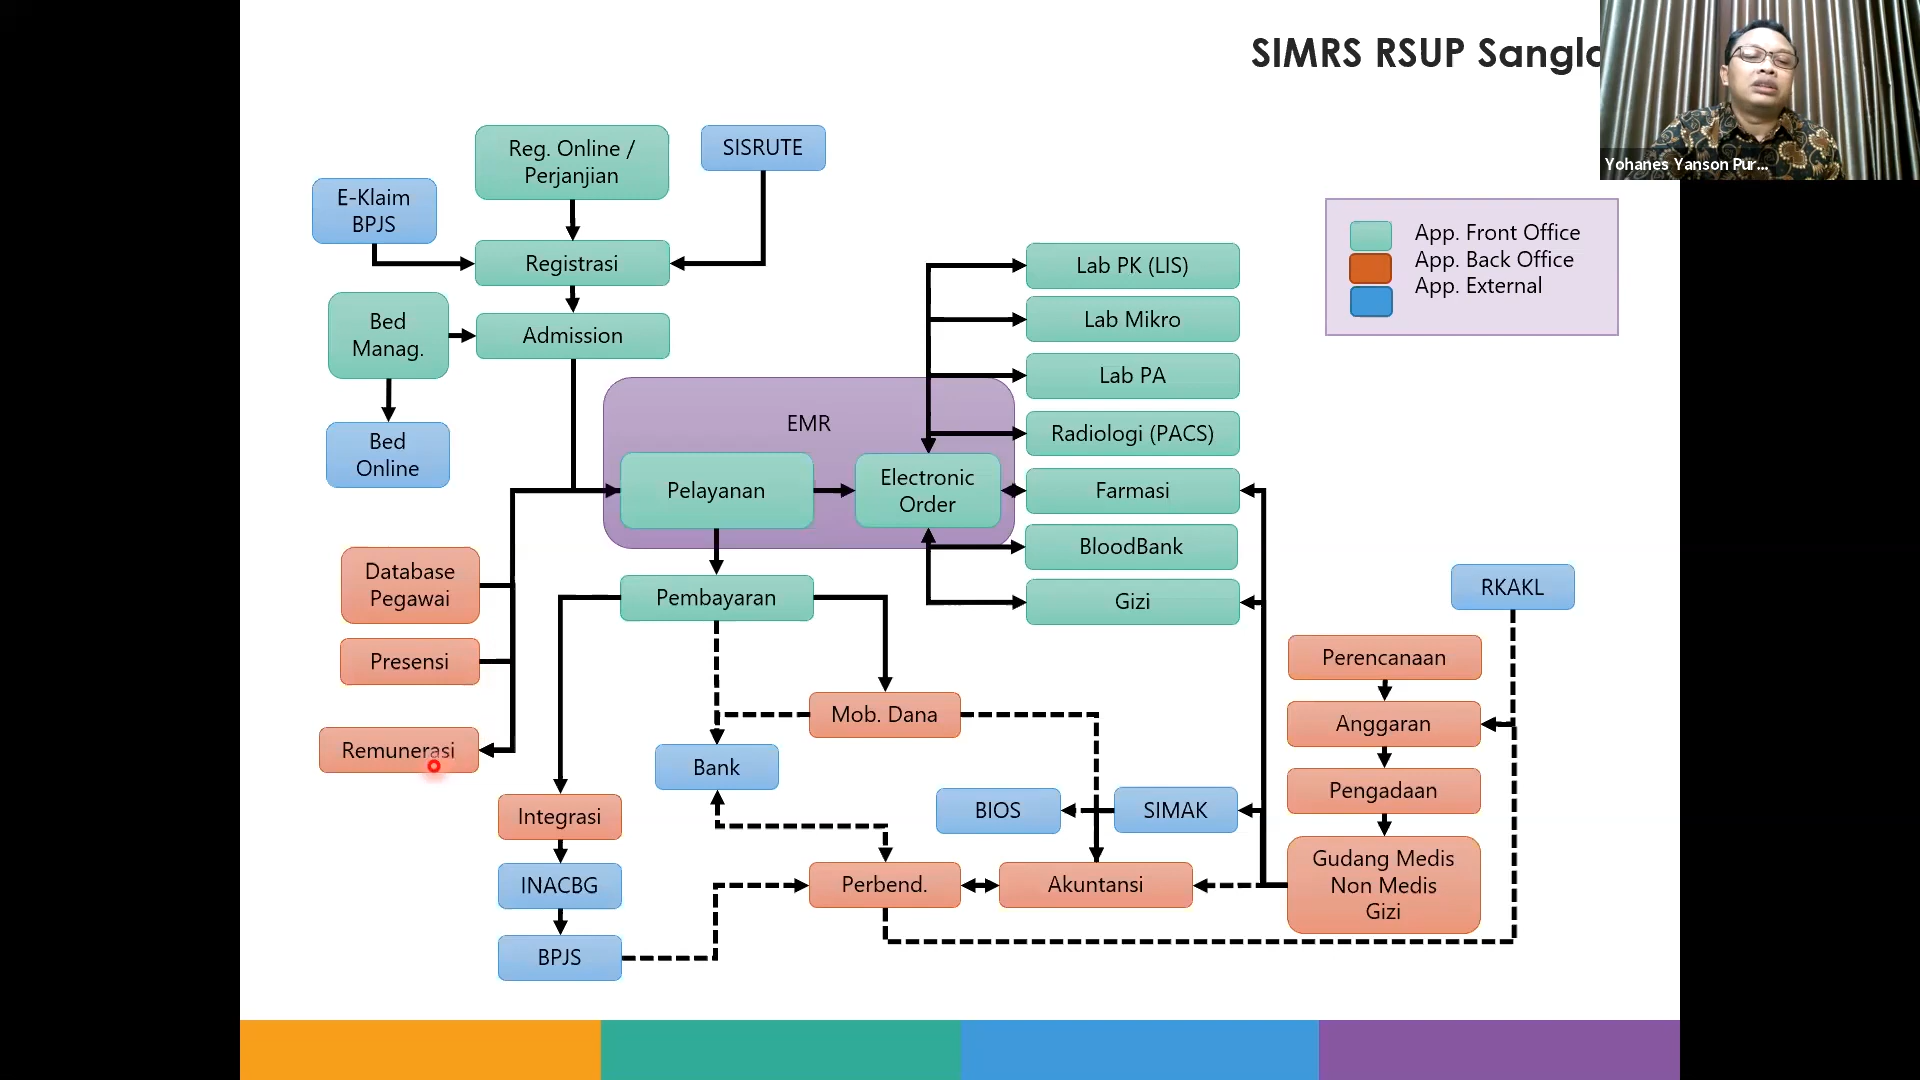 SIMRS RSUP Sangl
Yohanes Yanson Pur...
Reg. Online /
Perjanjian
SISRUTE
E-Klaim
BPJS
Registrasi
Bed
Manag.
Admission
Bed
Online
Lab PK (LIS)
Lab Mikro
Lab PA
Radiologi (PACS)
Farmasi
BloodBank
Gizi
App. Front Office
App. Back Office
App. External
EMR
Pelayanan
Electronic
Order
Database
Pegawai
Presensi
Remunerasi
Pembayaran
Mob. Dana
Bank
Integrasi
INACBG
BPJS
BIOS
SIMAK
Perbend.
Akuntansi
RKAKL
Perencanaan
Anggaran
Pengadaan
Gudang Medis
Non Medis
Gizi